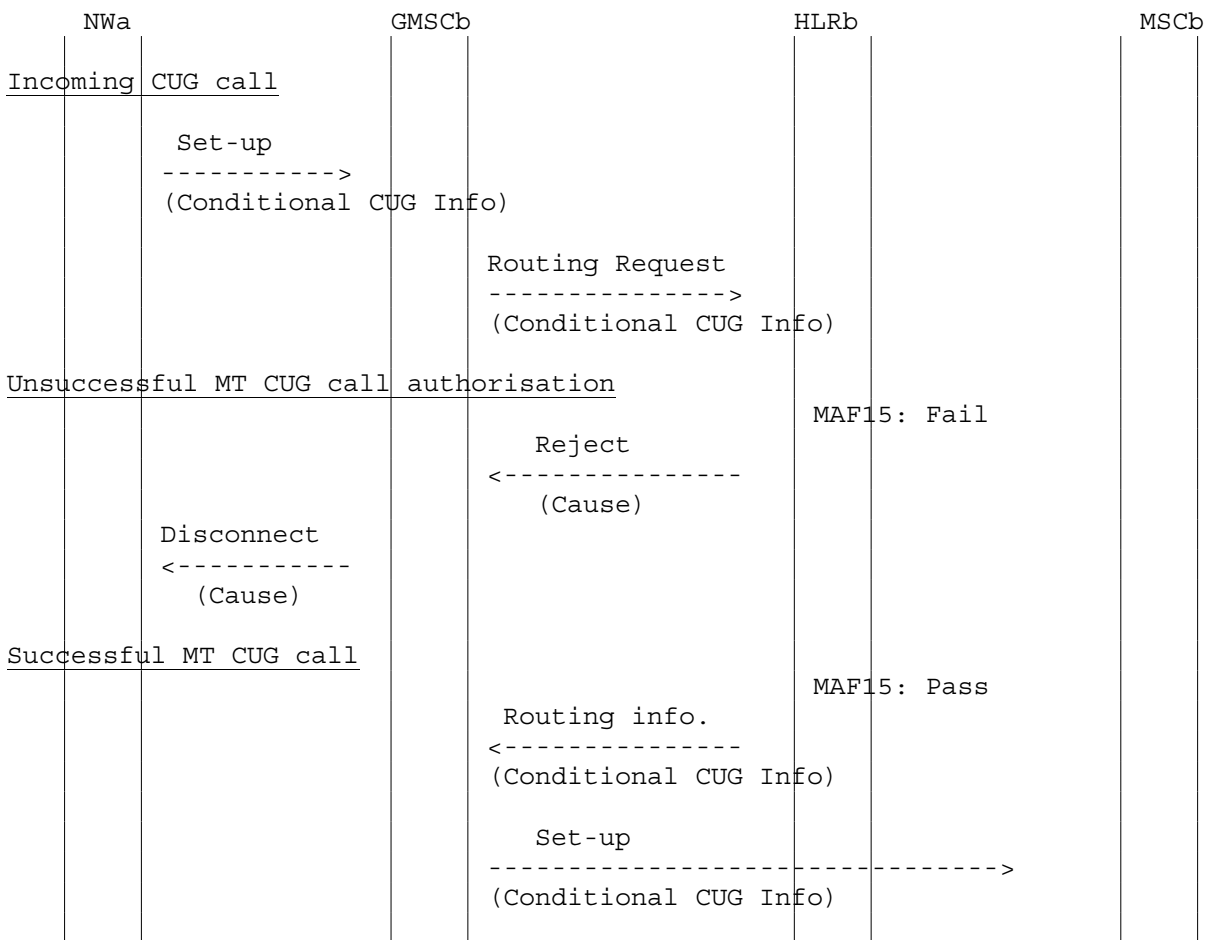 NWa GMSCb HLRb MSCb
Incoming CUG call
Set-up
----------->
(Conditional CUG Info)
Routing Request
--------------->
(Conditional CUG Info)
Unsuccessful MT CUG call authorisation
MAF15: Fail
Reject
<---------------
(Cause)
Disconnect
<-----------
(Cause)
Successful MT CUG call
MAF15: Pass
Routing info.
<---------------
(Conditional CUG Info)
Set-up
-------------------------------->
(Conditional CUG Info)